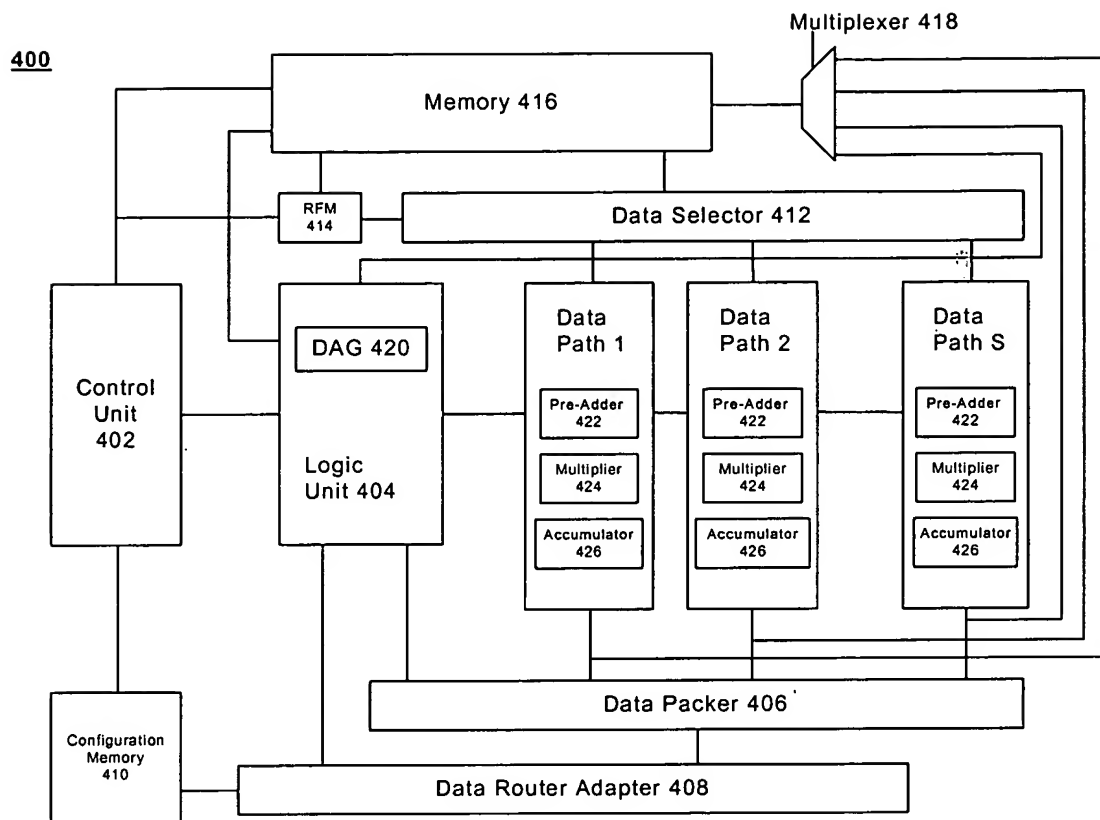 Multiplexer 418
400
Memory 416
RFM
414
Data Selector 412
Control
Unit
402
DAG 420
Logic
Unit 404
Data
Path 1
Pre-Adder
422
Multiplier
424
Accumulator
426
Data
Path 2
Pre-Adder
422
Multiplier
424
Accumulator
426
Data
Path S
Pre-Adder
422
Multiplier
424
Accumulator
426
Data Packer 406
Configuration
Memory
410
Data Router Adapter 408